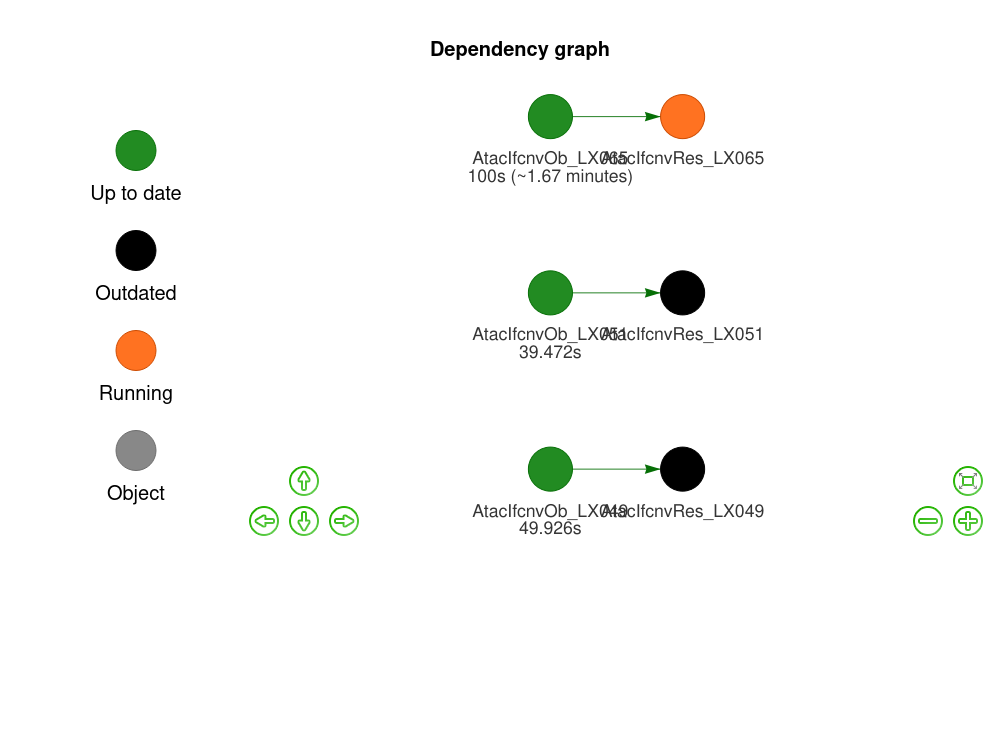 Dependency graph
Up to date
Outdated
Running
Object
AtacIfcnvOb_LX065
AtacIfcnvRes_LX065
100s (~1.67 minutes)
AtacIfcnvOb_LX051
AtacIfcnvRes_LX051
39.472s
AtacIfcnvOb_LX049
AtacIfcnvRes_LX049
49.926s